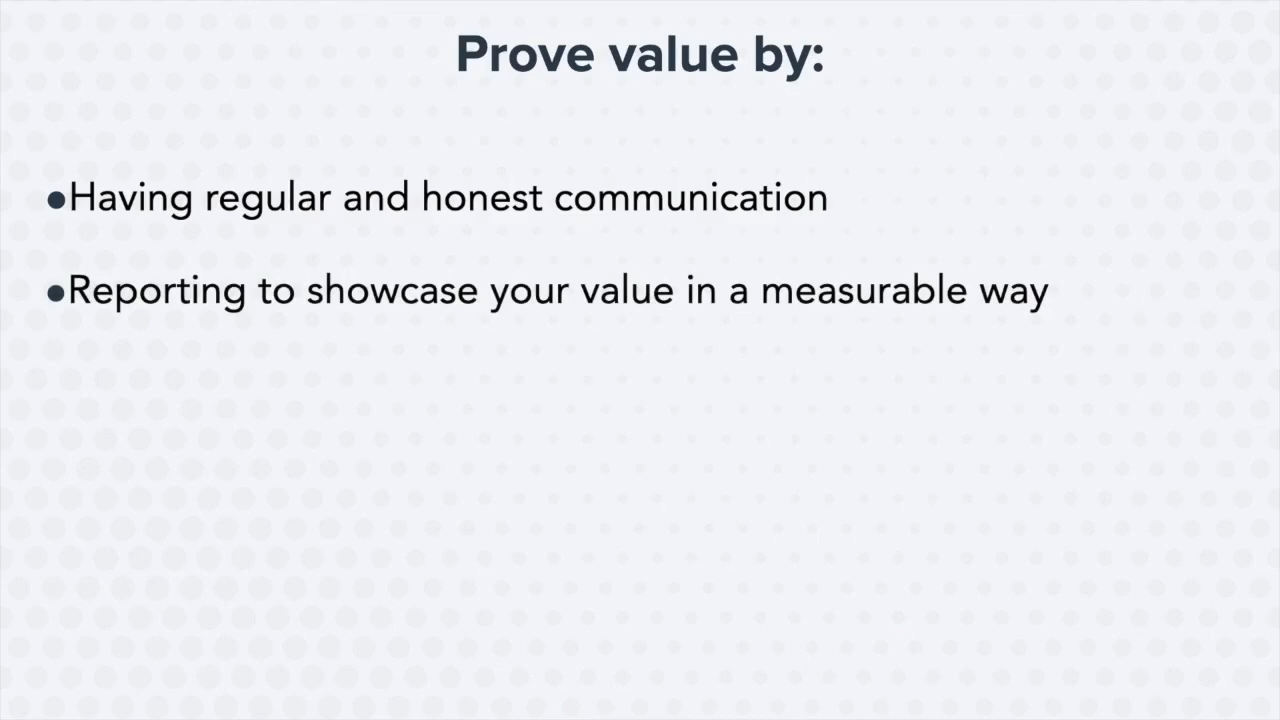 Prove value by:
●Having regular and honest communication
●Reporting to showcase your value in a measurable way